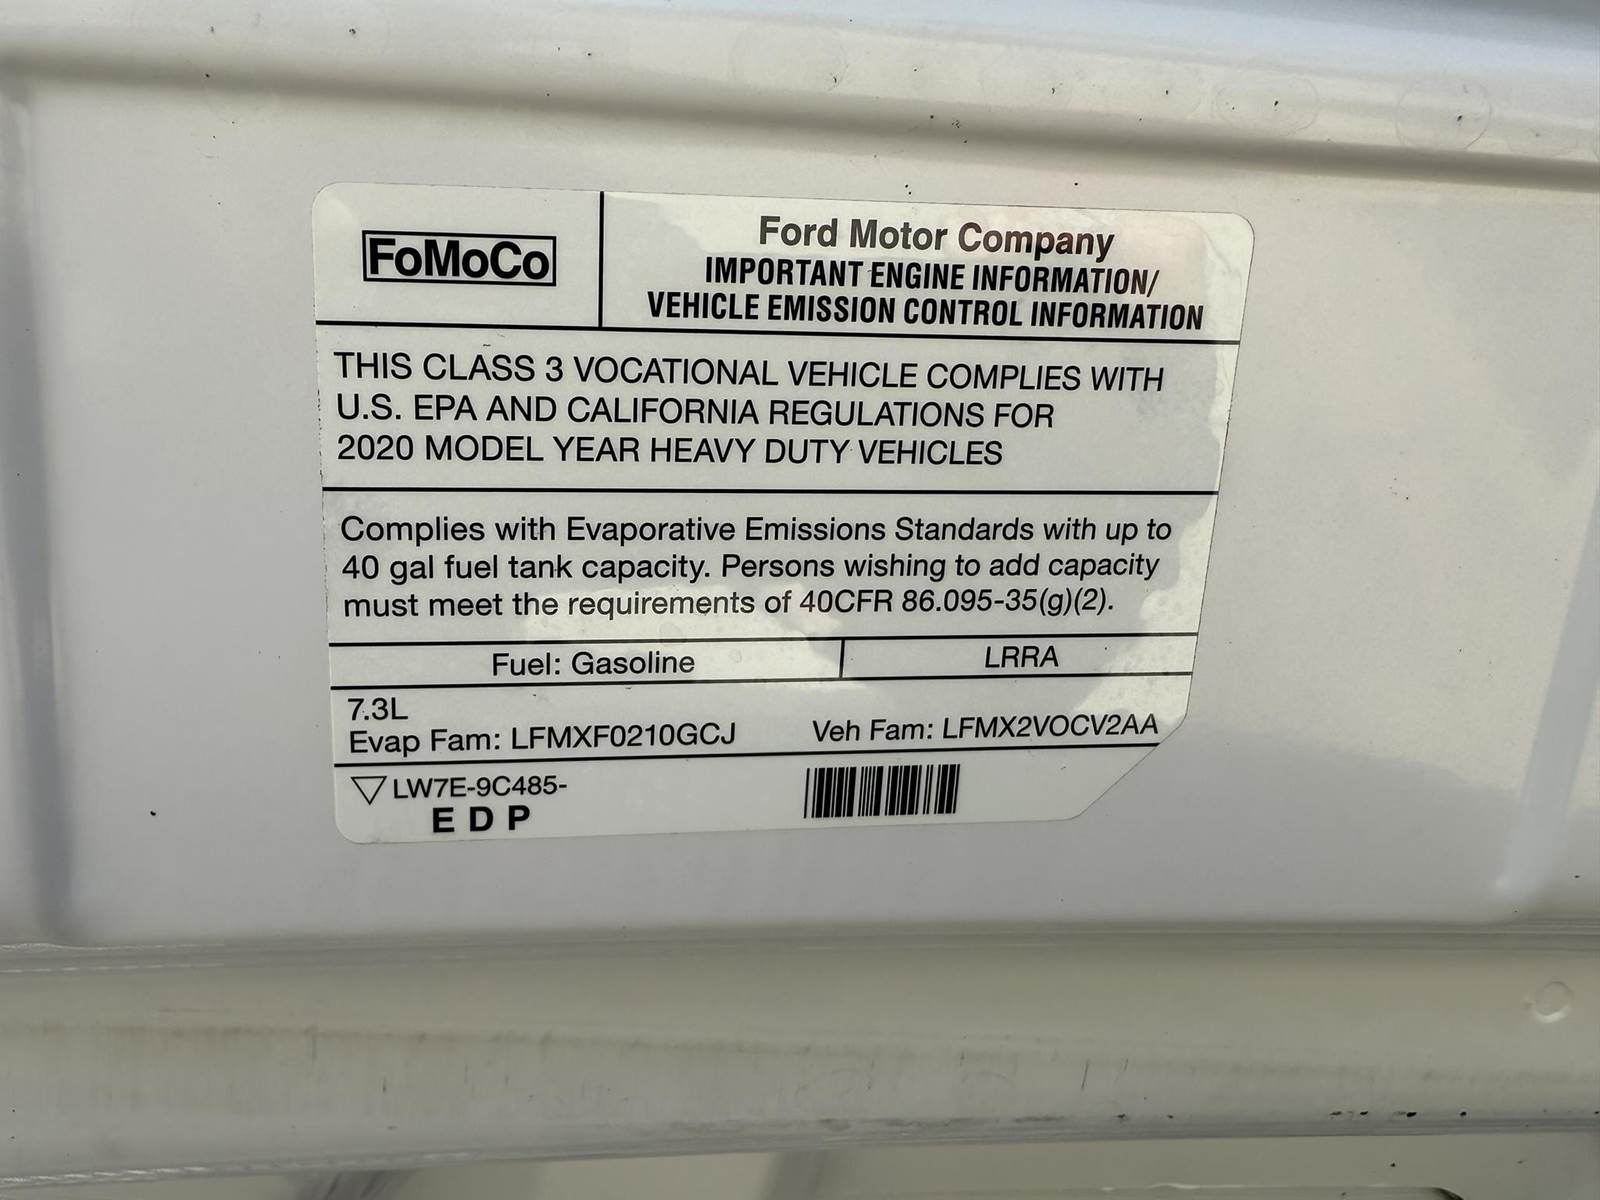 FoMoCo
Ford Motor Company
IMPORTANT ENGINE INFORMATION/
VEHICLE EMISSION CONTROL INFORMATION
THIS CLASS 3 VOCATIONAL VEHICLE COMPLIES WITH
U.S. EPA AND CALIFORNIA REGULATIONS FOR
2020 MODEL YEAR HEAVY DUTY VEHICLES
Complies with Evaporative Emissions Standards with up to
40 gal fuel tank capacity. Persons wishing to add capacity
must meet the requirements of 40CFR 86.095-35(g)(2).
Fuel: Gasoline
LRRA
7.3L
Evap Fam: LFMXF0210GCJ
Veh Fam: LFMX2VOCV2AA
LW7E-9C485-
E D P